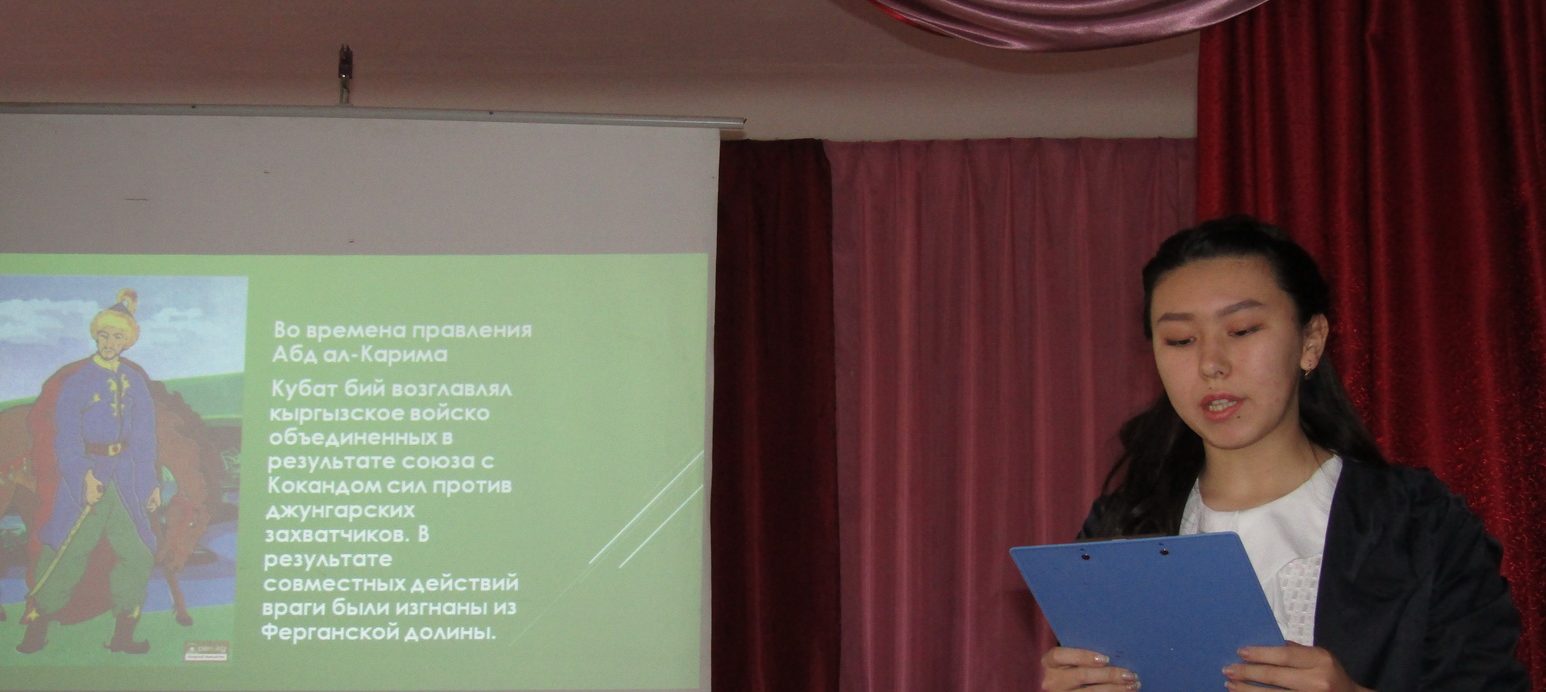 Во времена правления
Абд ал-Карима
Кубат бий возглавлял
кыргызское войско
объединенных в
результате союза с
Кокандом сил против
джунгарских
захватчиков. В
результате
совместных действий
враги были изгнаны из
Ферганской долины.